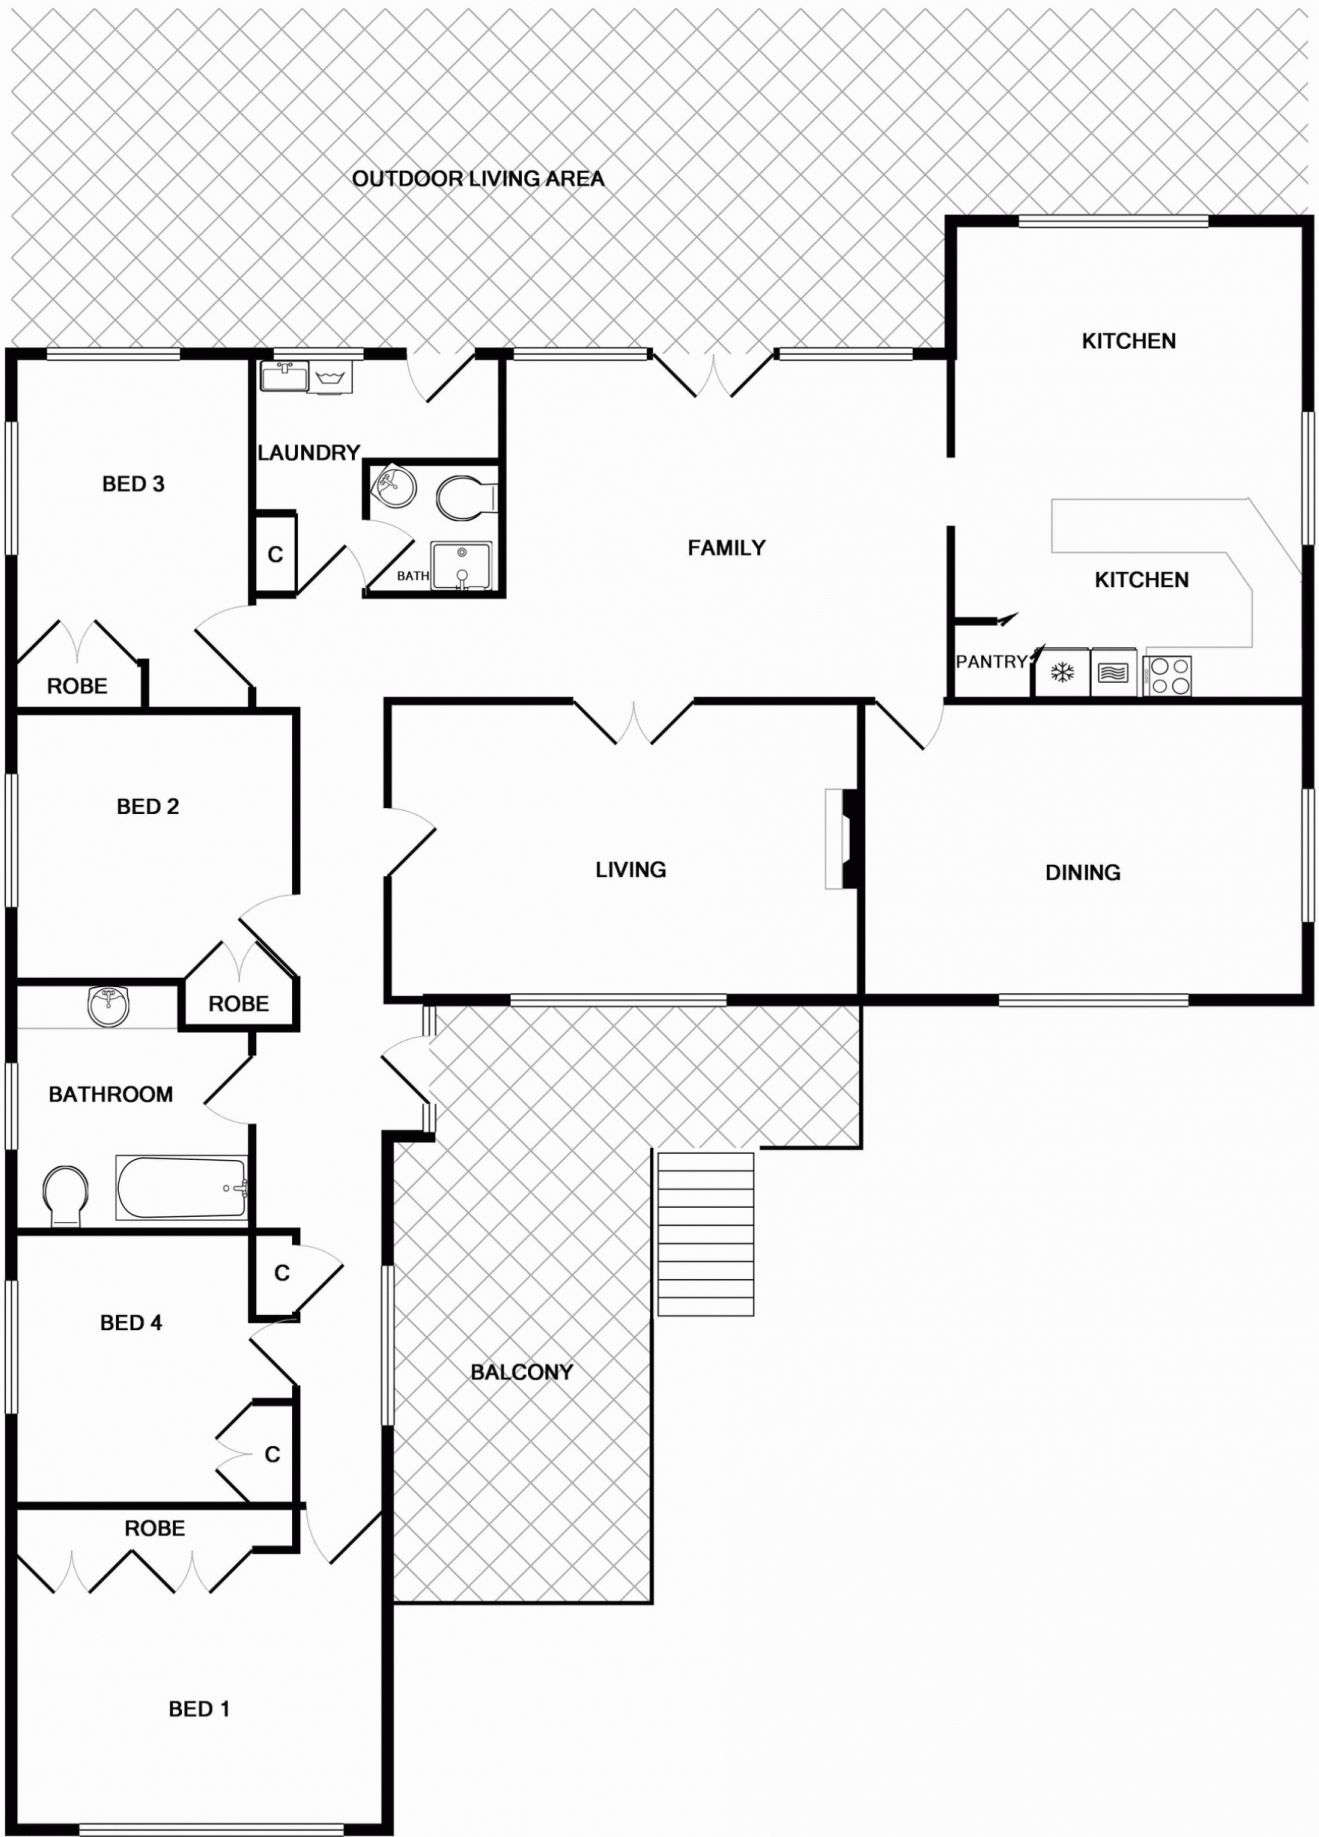 OUTDOOR LIVING AREA
KITCHEN
LAUNDRY
BED 3
C
BATH
FAMILY
KITCHEN
PANTRY
ROBE
BED 2
LIVING
DINING
ROBE
BATHROOM
C
BED 4
BALCONY
C
ROBE
BED 1